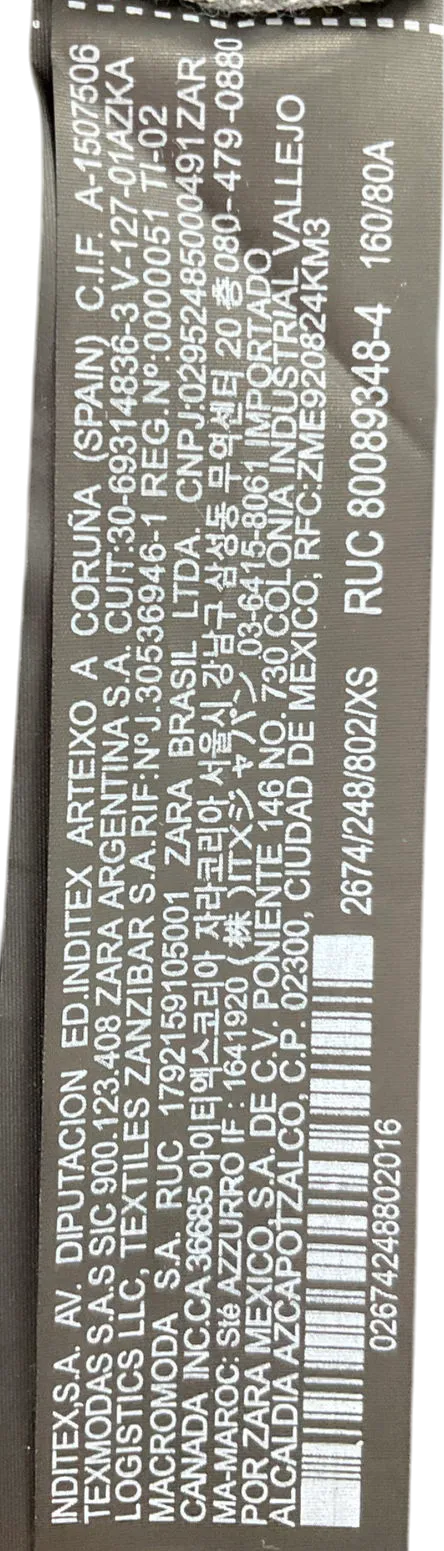 INDITEX,S.A. AV. DIPUTACION ED.INDITEX ARTEIXO A CORUÑA (SPAIN) C.I.F. A-1507506
TEXMODAS S.A.S SIC 900.123.408 ZARA ARGENTINA S.A. CUIT:30-69314836-3 V-127-01AZKA
LOGISTICS LLC, TEXTILES ZANZIBAR S.A.RIF:NºJ.30536946-1 REG.Nº:0000051 TI-02
MACROMODA S.A. RUC 1792159105001 ZARA BRASIL LTDA. CNPJ:02952485000491ZAR
CANADA INC.CA 36685 아이티엑스코리아 자라코리아 서울시 강남구 삼성동 무역센터 20 층 080-479-0880
MA-MAROC: Sté AZZURRO IF : 1641920 (株)ITXジャパン 03-6415-8061 IMPORTADO
POR ZARA MEXICO, S.A. DE C.V. PONIENTE 146 NO. 730 COLONIA INDUSTRIAL VALLEJO
ALCALDIA AZCAPOTZALCO, C.P. 02300, CIUDAD DE MEXICO, RFC:ZME920824KM3
2674/248/802/XS RUC 80089348-4 160/80A
02674248802016